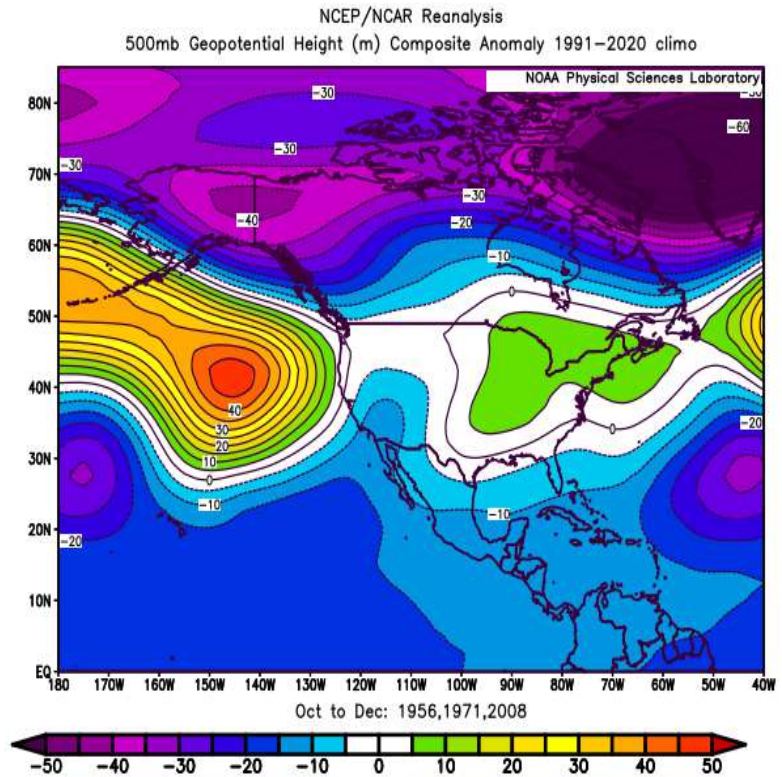 NCEP/NCAR Reanalysis
500mb Geopotential Height (m) Composite Anomaly 1991-2020 climo
NOAA Physical Sciences Laboratory
80N
-30
-60
-30
70N
-30
-30
-40
-20
60N
-10
0
50N
40N
40
30
20
0
-20
30N
10
0
-10
-10
20N
-20
10N
EQ
180 170W 160W 150W 140W 130W 120W 110W 100W 90W 80W 70W 60W 50W 40W
Oct to Dec: 1956,1971,2008
-50 -40 -30 -20 -10 0 10 20 30 40 50